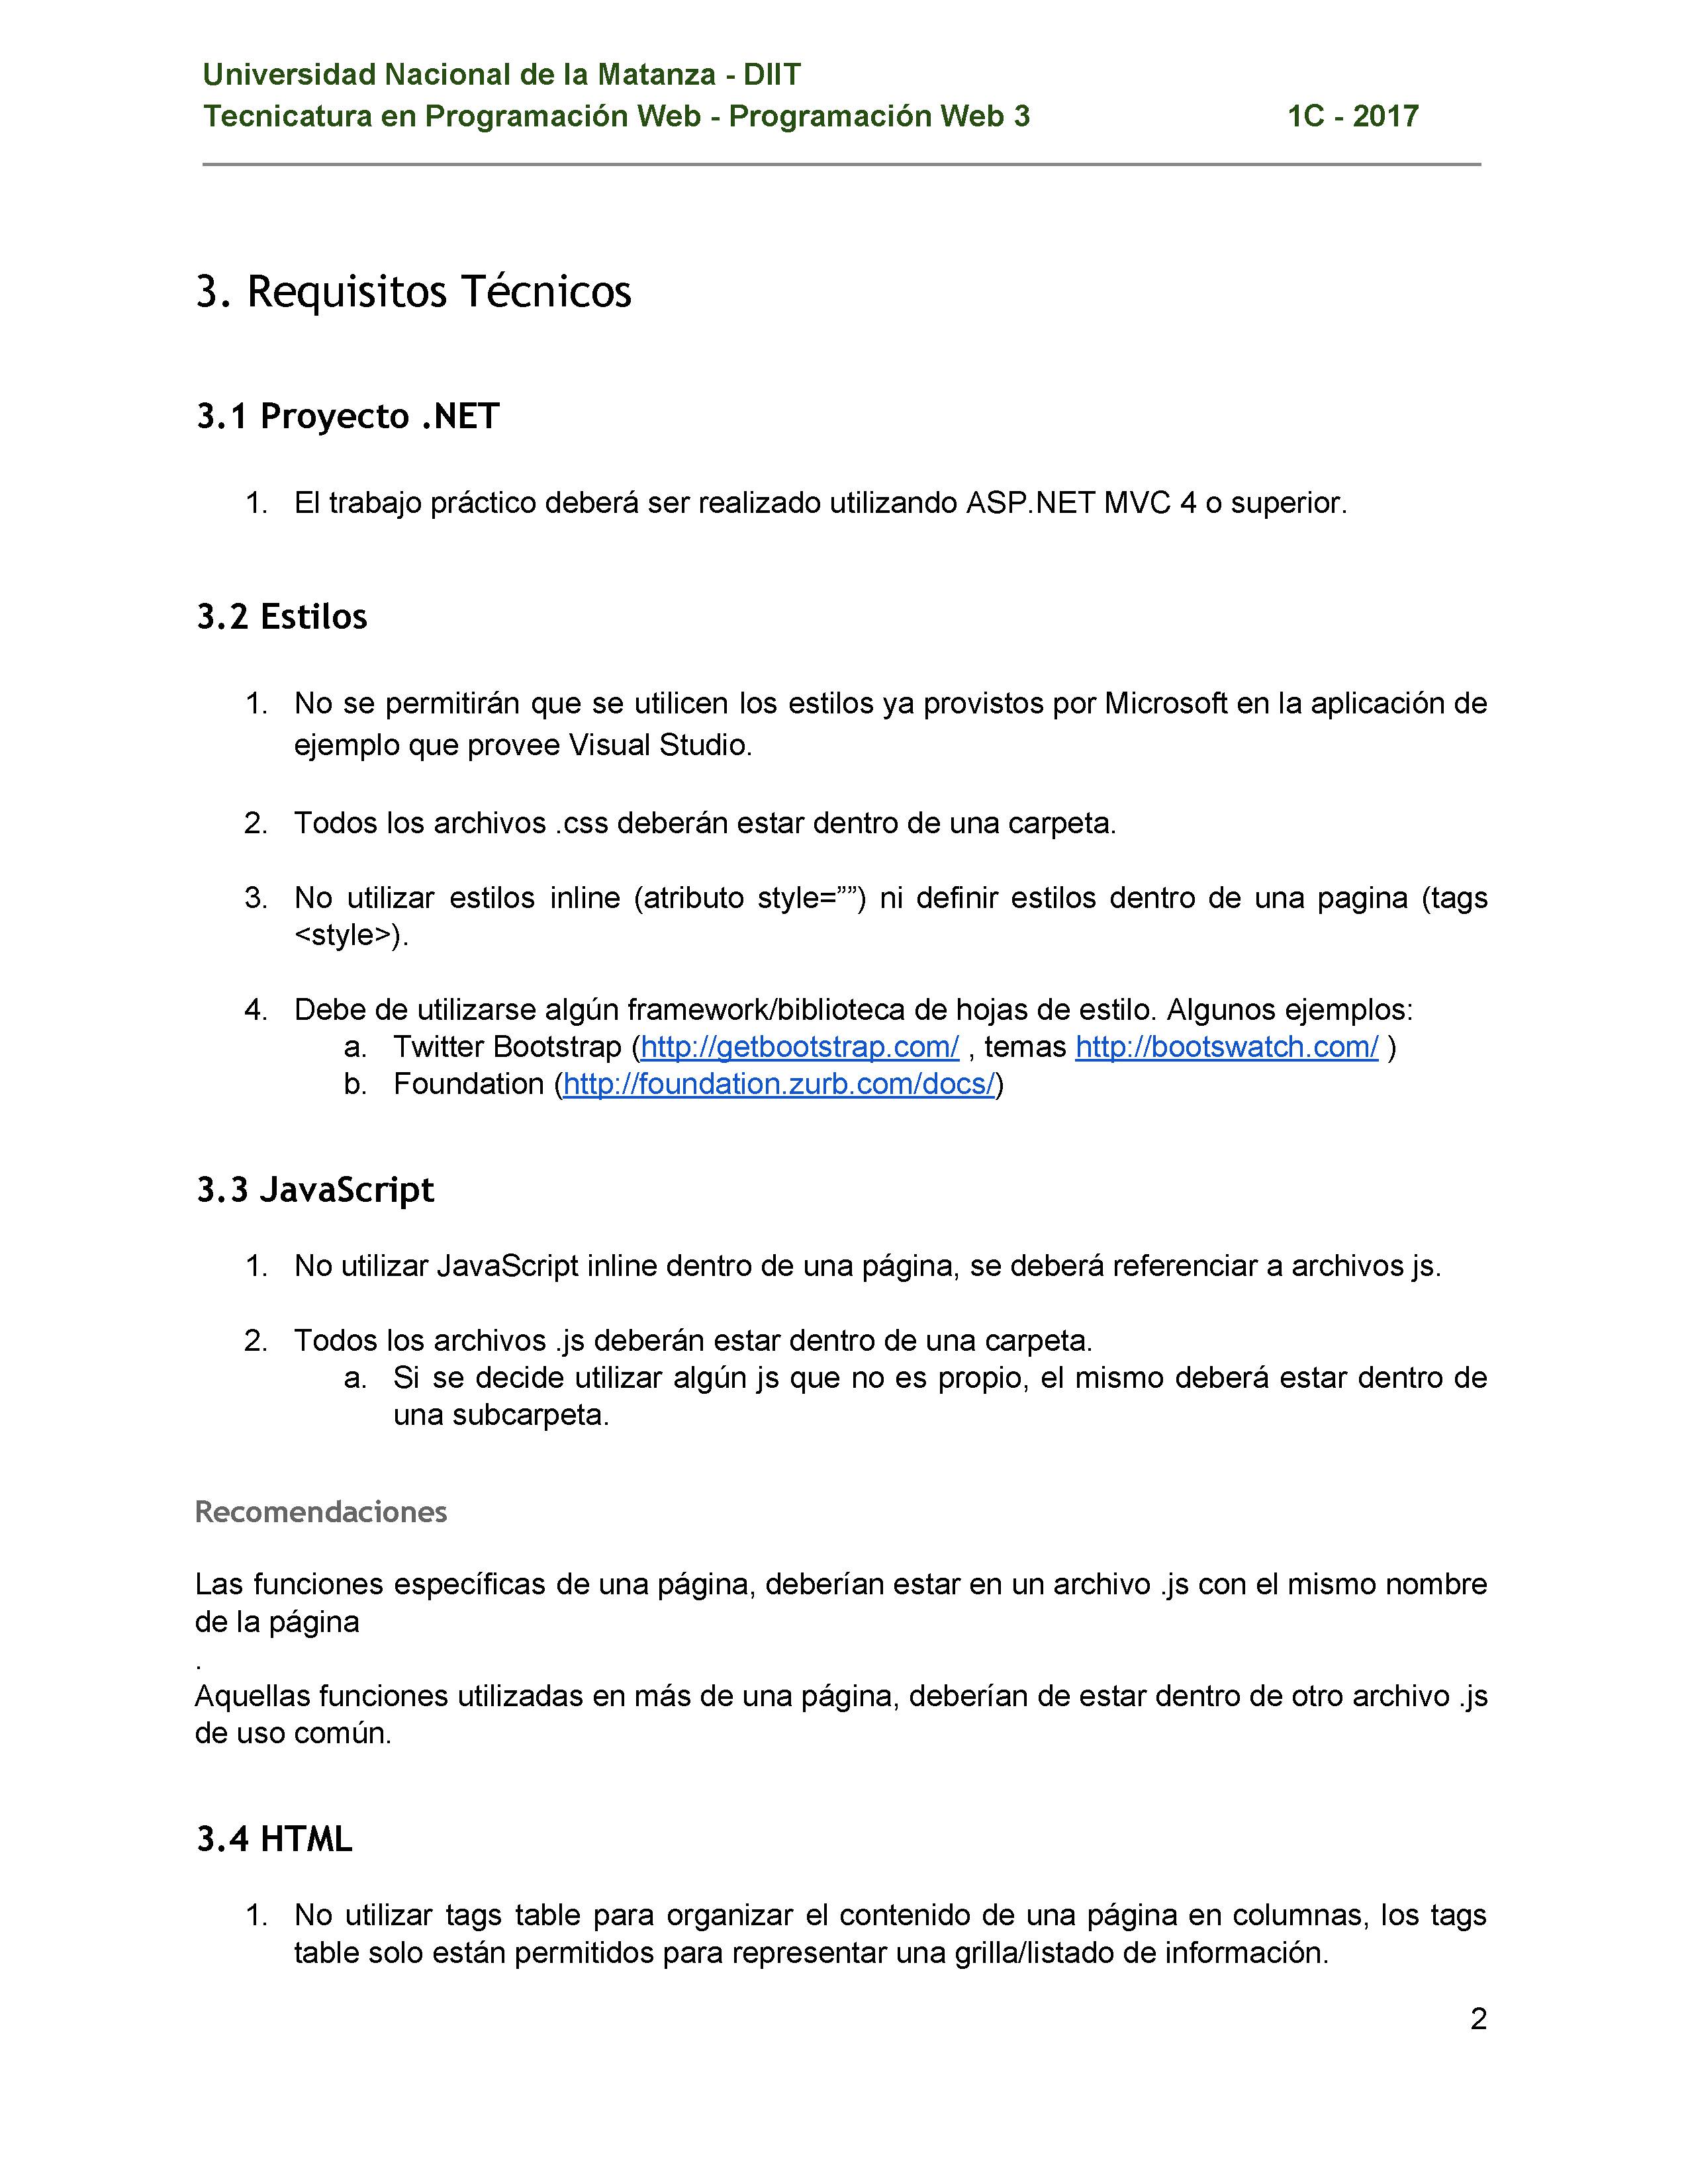 Universidad Nacional de la Matanza - DIIT
Tecnicatura en Programación Web - Programación Web 3 1C - 2017
3. Requisitos Técnicos
3.1 Proyecto .NET
1. El trabajo práctico deberá ser realizado utilizando ASP.NET MVC 4 o superior.
3.2 Estilos
1. No se permitirán que se utilicen los estilos ya provistos por Microsoft en la aplicación de
ejemplo que provee Visual Studio.
2. Todos los archivos .css deberán estar dentro de una carpeta.
3. No utilizar estilos inline (atributo style=””) ni definir estilos dentro de una pagina (tags
<style>).
4. Debe de utilizarse algún framework/biblioteca de hojas de estilo. Algunos ejemplos:
a. Twitter Bootstrap (http://getbootstrap.com/ , temas http://bootswatch.com/ )
b. Foundation (http://foundation.zurb.com/docs/)
3.3 JavaScript
1. No utilizar JavaScript inline dentro de una página, se deberá referenciar a archivos js.
2. Todos los archivos .js deberán estar dentro de una carpeta.
a. Si se decide utilizar algún js que no es propio, el mismo deberá estar dentro de
una subcarpeta.
Recomendaciones
Las funciones específicas de una página, deberían estar en un archivo .js con el mismo nombre
de la página
.
Aquellas funciones utilizadas en más de una página, deberían de estar dentro de otro archivo .js
de uso común.
3.4 HTML
1. No utilizar tags table para organizar el contenido de una página en columnas, los tags
table solo están permitidos para representar una grilla/listado de información.
2